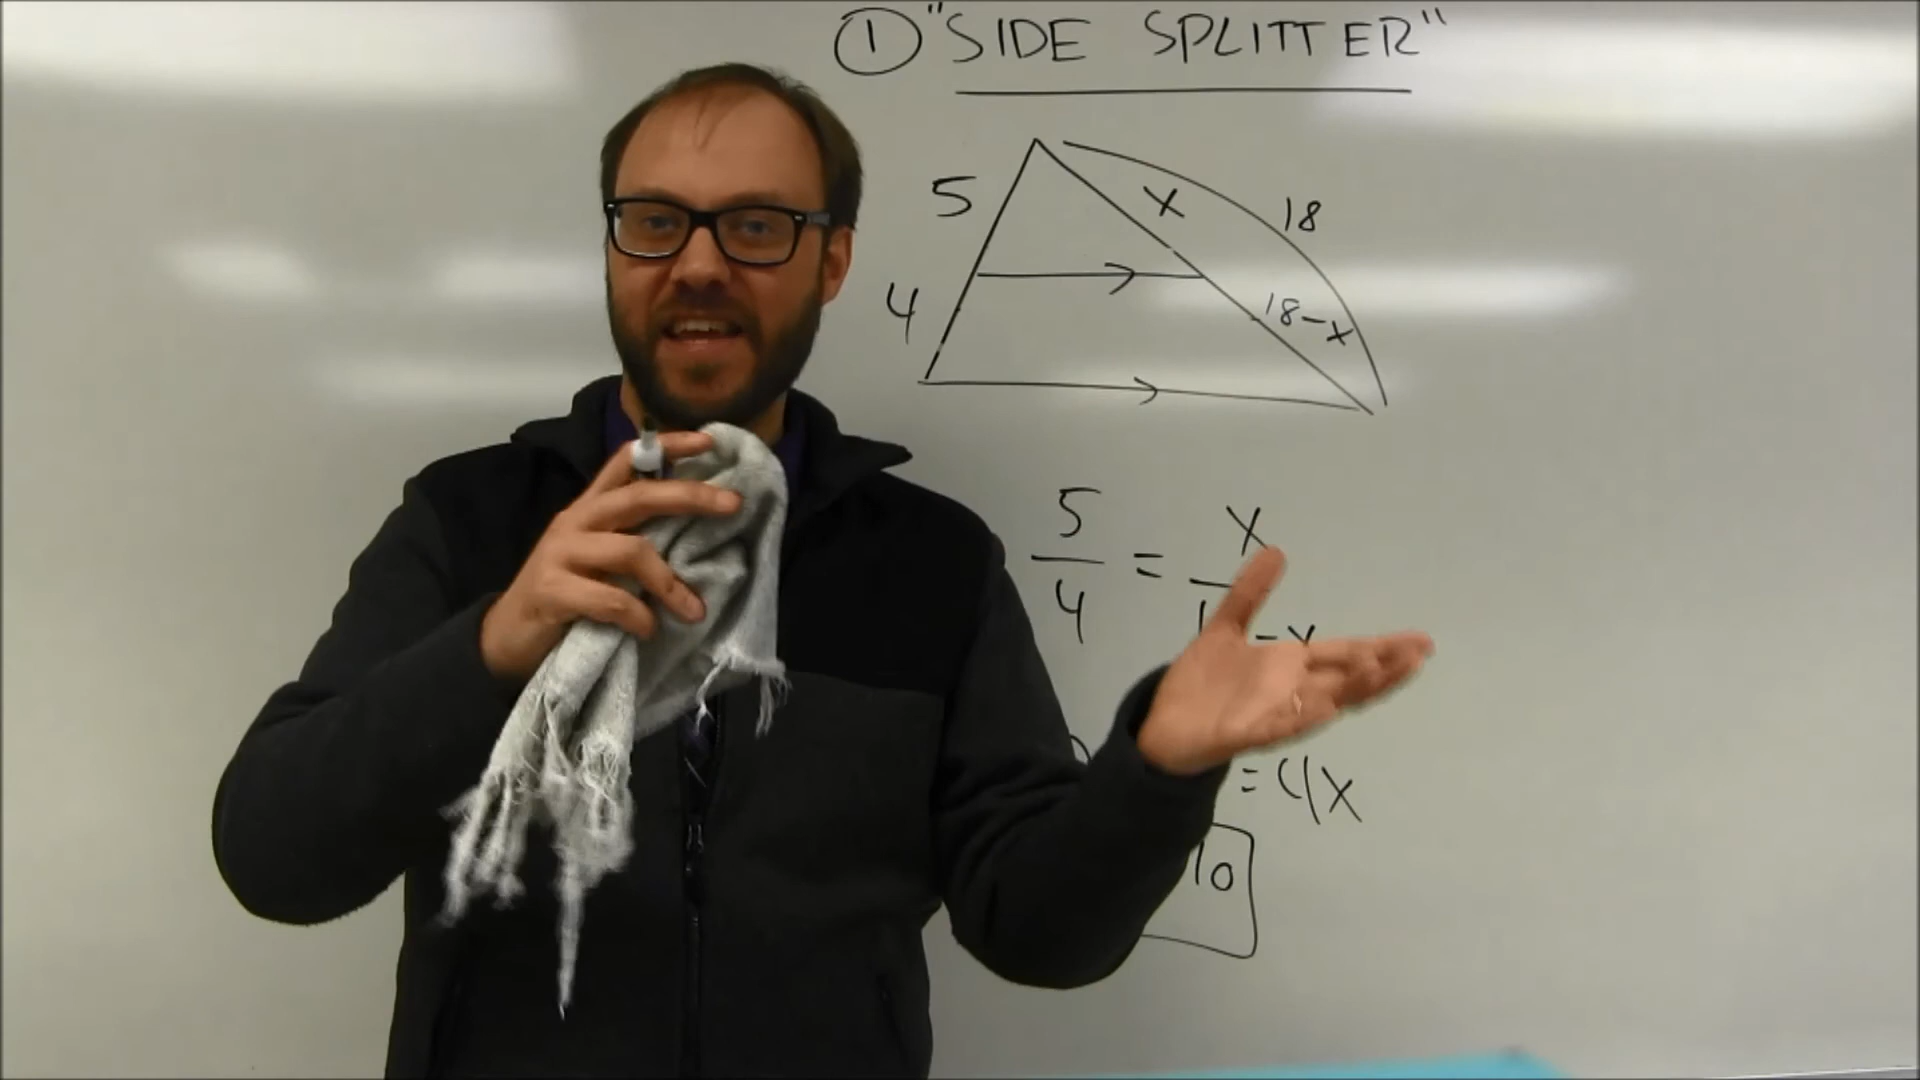 ① "SIDE SPLITTER"
5
x
18
4
18-x
5/4 = x/
-x
= 4x
10